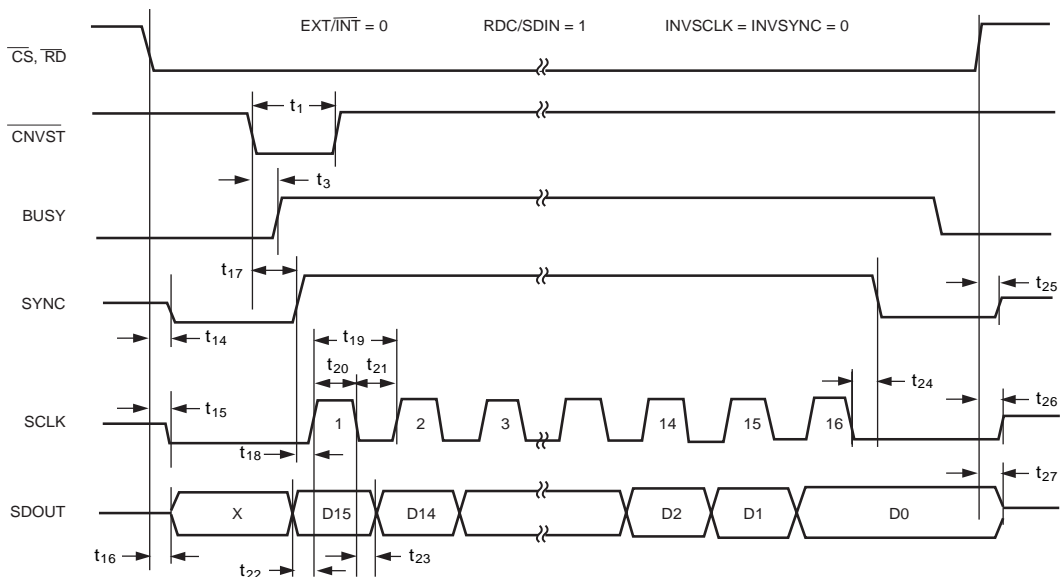 EXT/INT = 0 RDC/SDIN = 1 INVSCLK = INVSYNC = 0
CS, RD
t1
CNVST
t3
BUSY
t17
SYNC
t25
t14
t19
t20 t21
t24
t15
t26
SCLK 1 2 3 14 15 16
t18
t27
SDOUT X D15 D14 D2 D1 D0
t16
t22
t23